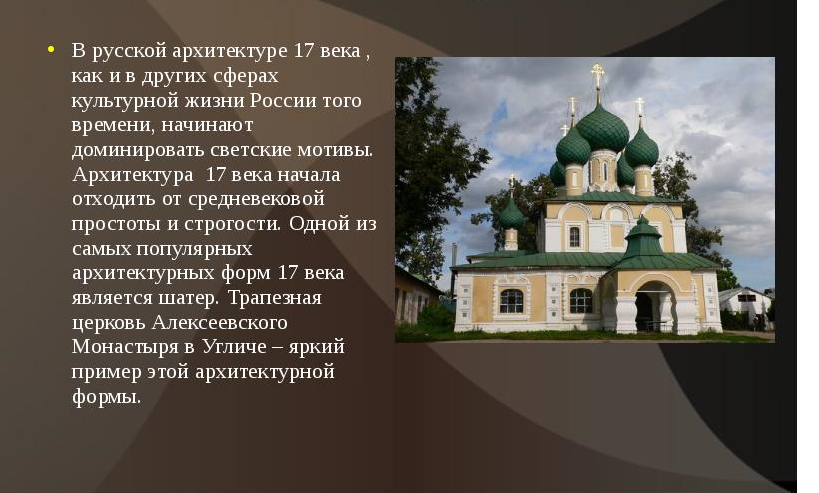 В русской архитектуре 17 века ,
как и в других сферах
культурной жизни России того
времени, начинают
доминировать светские мотивы.
Архитектура  17 века начала
отходить от средневековой
простоты и строгости. Одной из
самых популярных
архитектурных форм 17 века
является шатер. Трапезная
церковь Алексеевского
Монастыря в Угличе – яркий
пример этой архитектурной
формы.